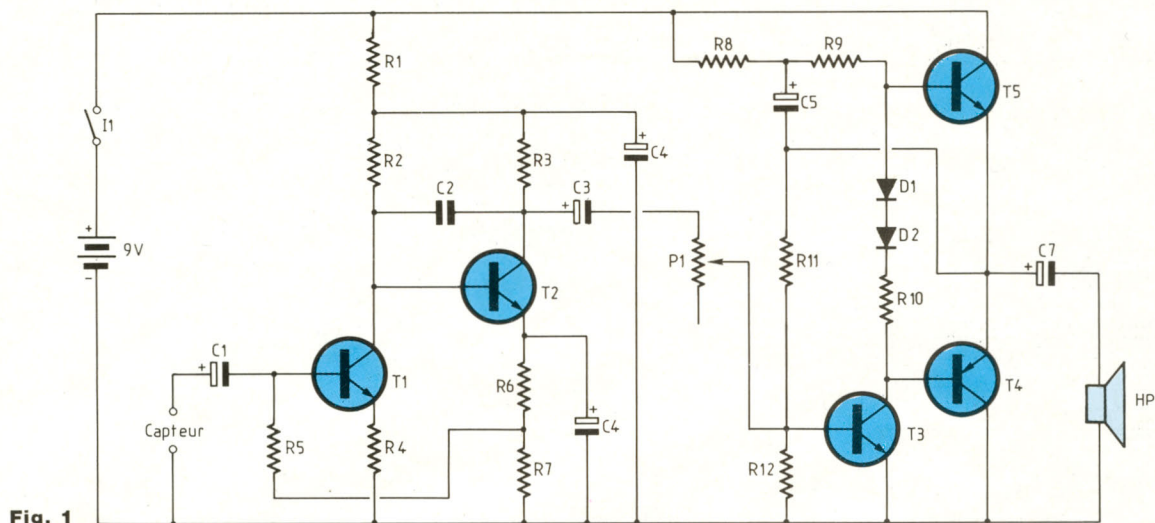 R1
R8
R9
T5
C5
I1
R2
R3
C4
C2
C3
D1
+
9V
-
P1
R11
D2
C7
T2
R10
C1
T1
R6
C4
T4
HP
Capteur
R5
R4
R7
T3
R12
Fig. 1